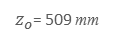 z₀ = 509 mm